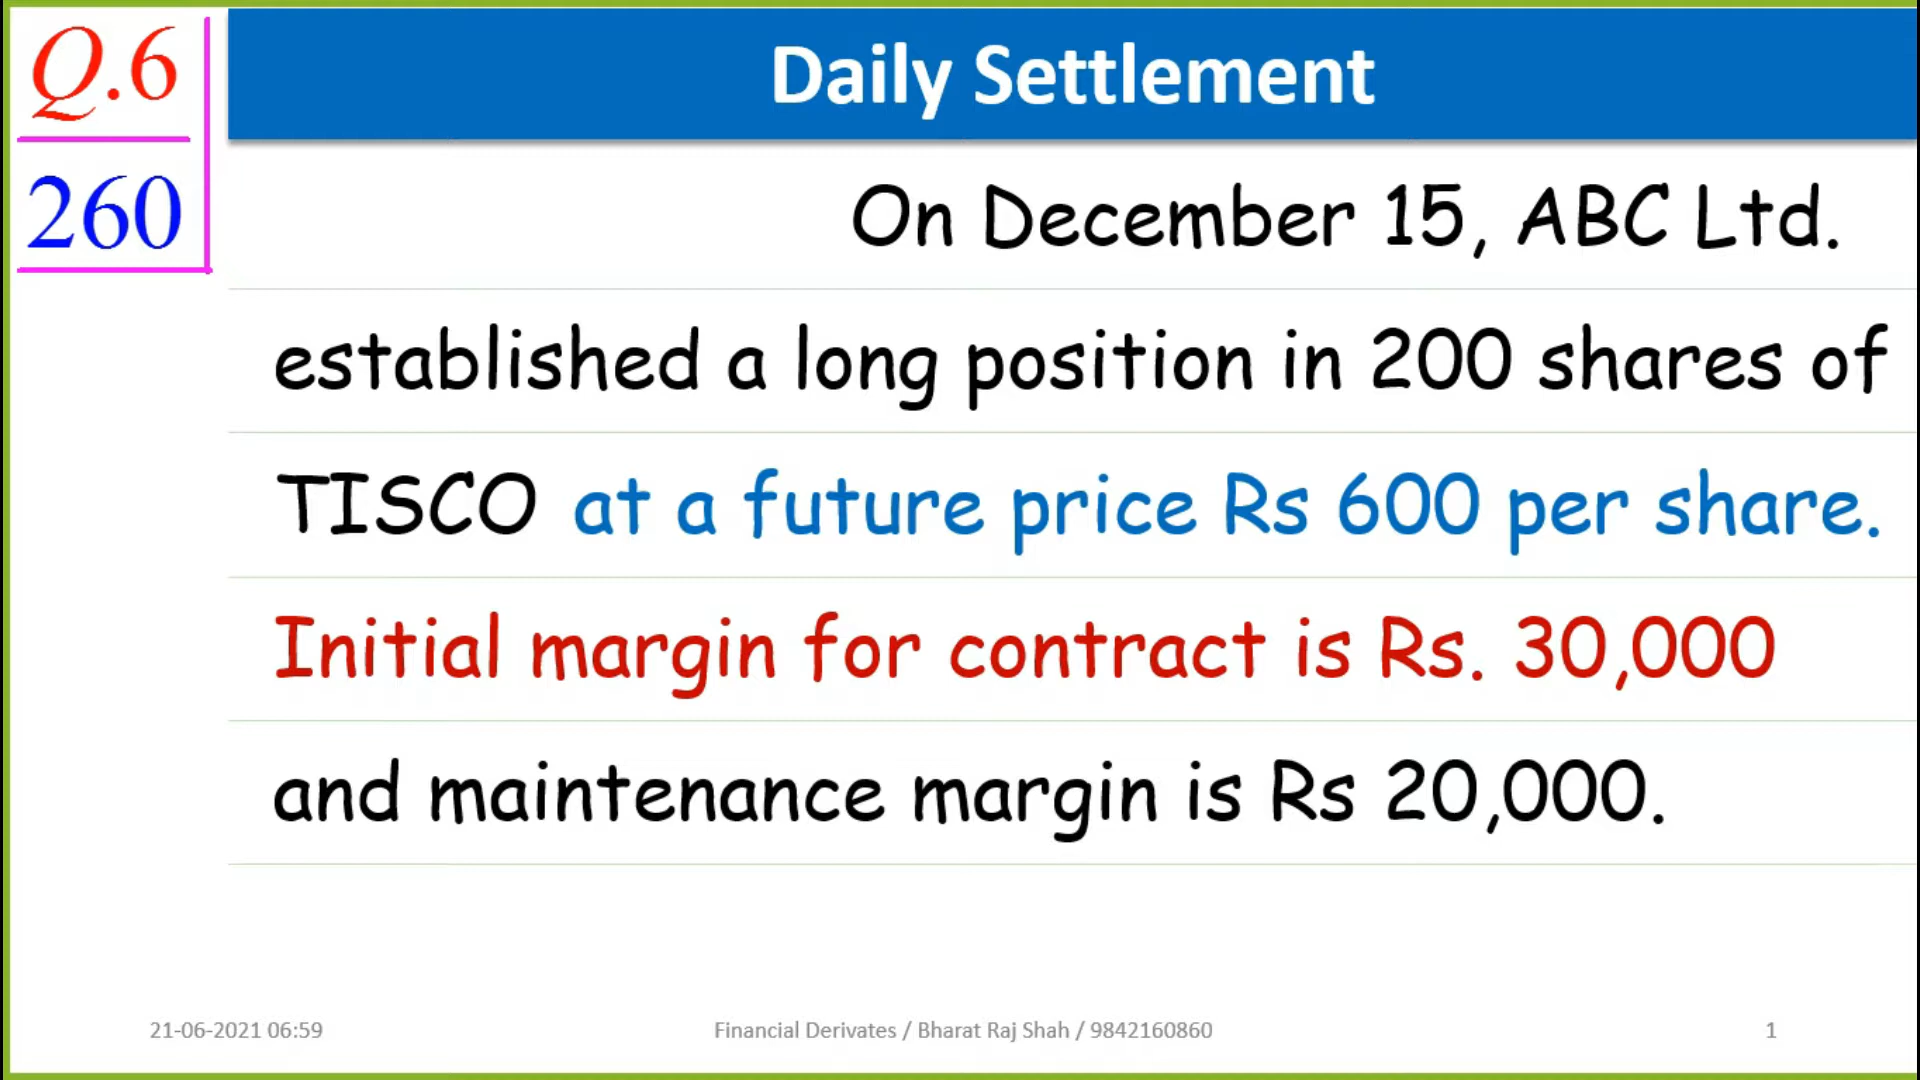 Q.6
260
Daily Settlement
On December 15, ABC Ltd.
established a long position in 200 shares of
TISCO at a future price Rs 600 per share.
Initial margin for contract is Rs. 30,000
and maintenance margin is Rs 20,000.
21-06-2021 06:59
Financial Derivates / Bharat Raj Shah / 9842160860
1